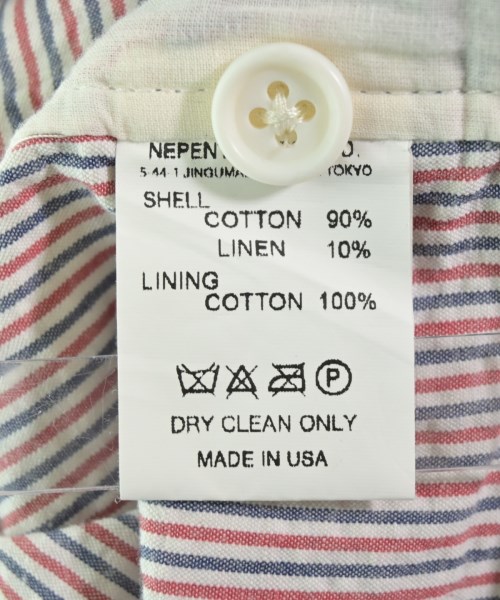 NEPEN
5-44-1 JINGUMA TOKYO
SHELL
COTTON 90%
LINEN 10%
LINING
COTTON 100%
P
DRY CLEAN ONLY
MADE IN USA